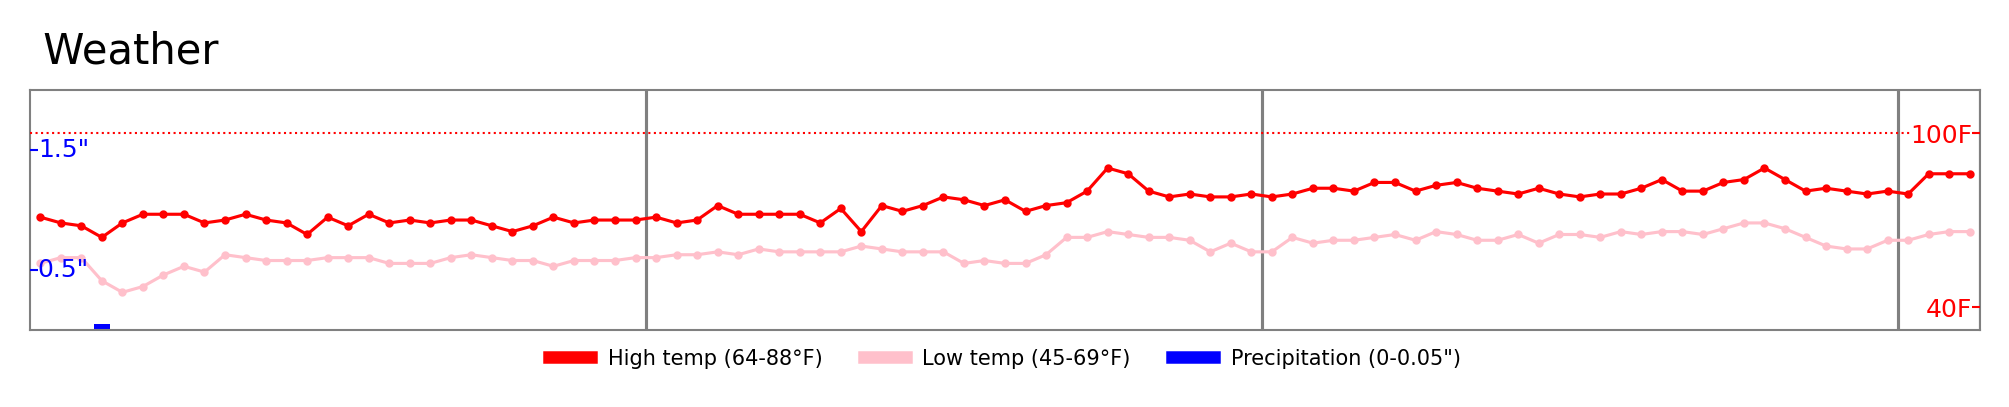 Weather
1.5"
100F
0.5"
40F
High temp (64-88°F) Low temp (45-69°F) Precipitation (0-0.05")